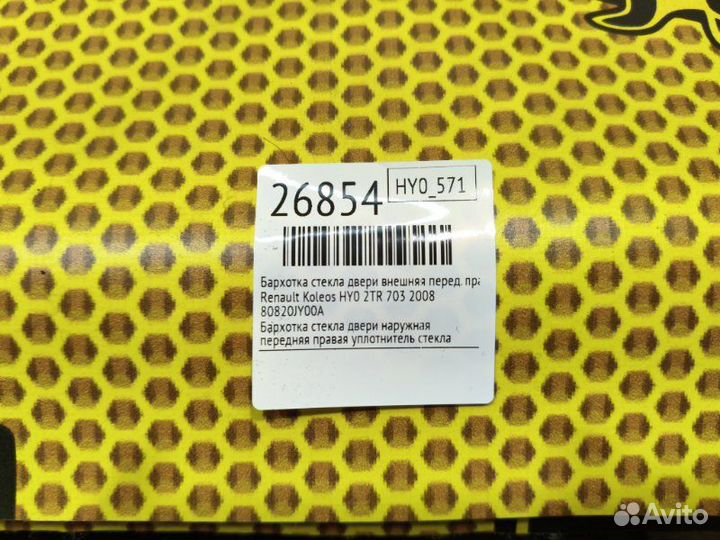 26854
HY0_571
Бархотка стекла двери внешняя перед. пра
Renault Koleos HY0 2TR 703 2008
80820JY00A
Бархотка стекла двери наружная
передняя правая уплотнитель стекла
Avito